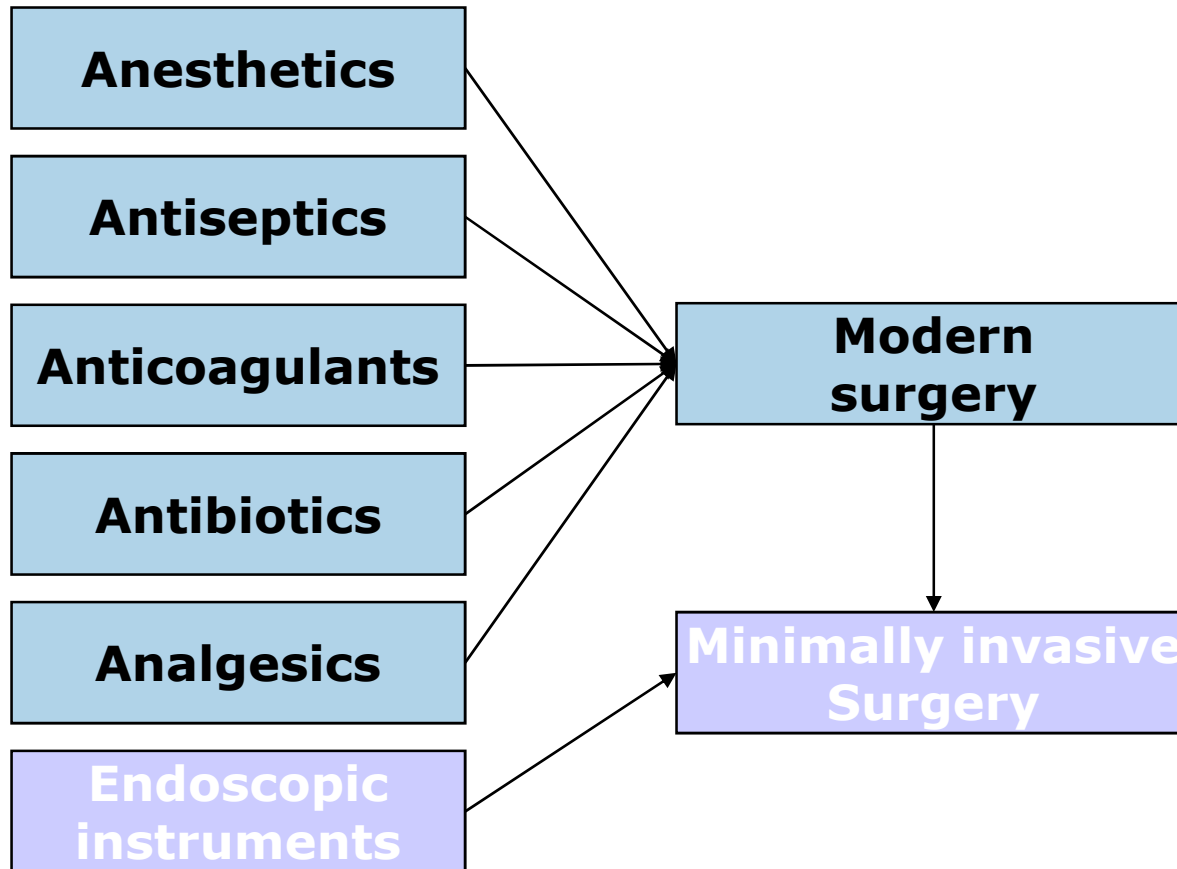 Anesthetics
Antiseptics
Anticoagulants
Antibiotics
Analgesics
Endoscopic
instruments
Modern
surgery
Minimally invasive
Surgery